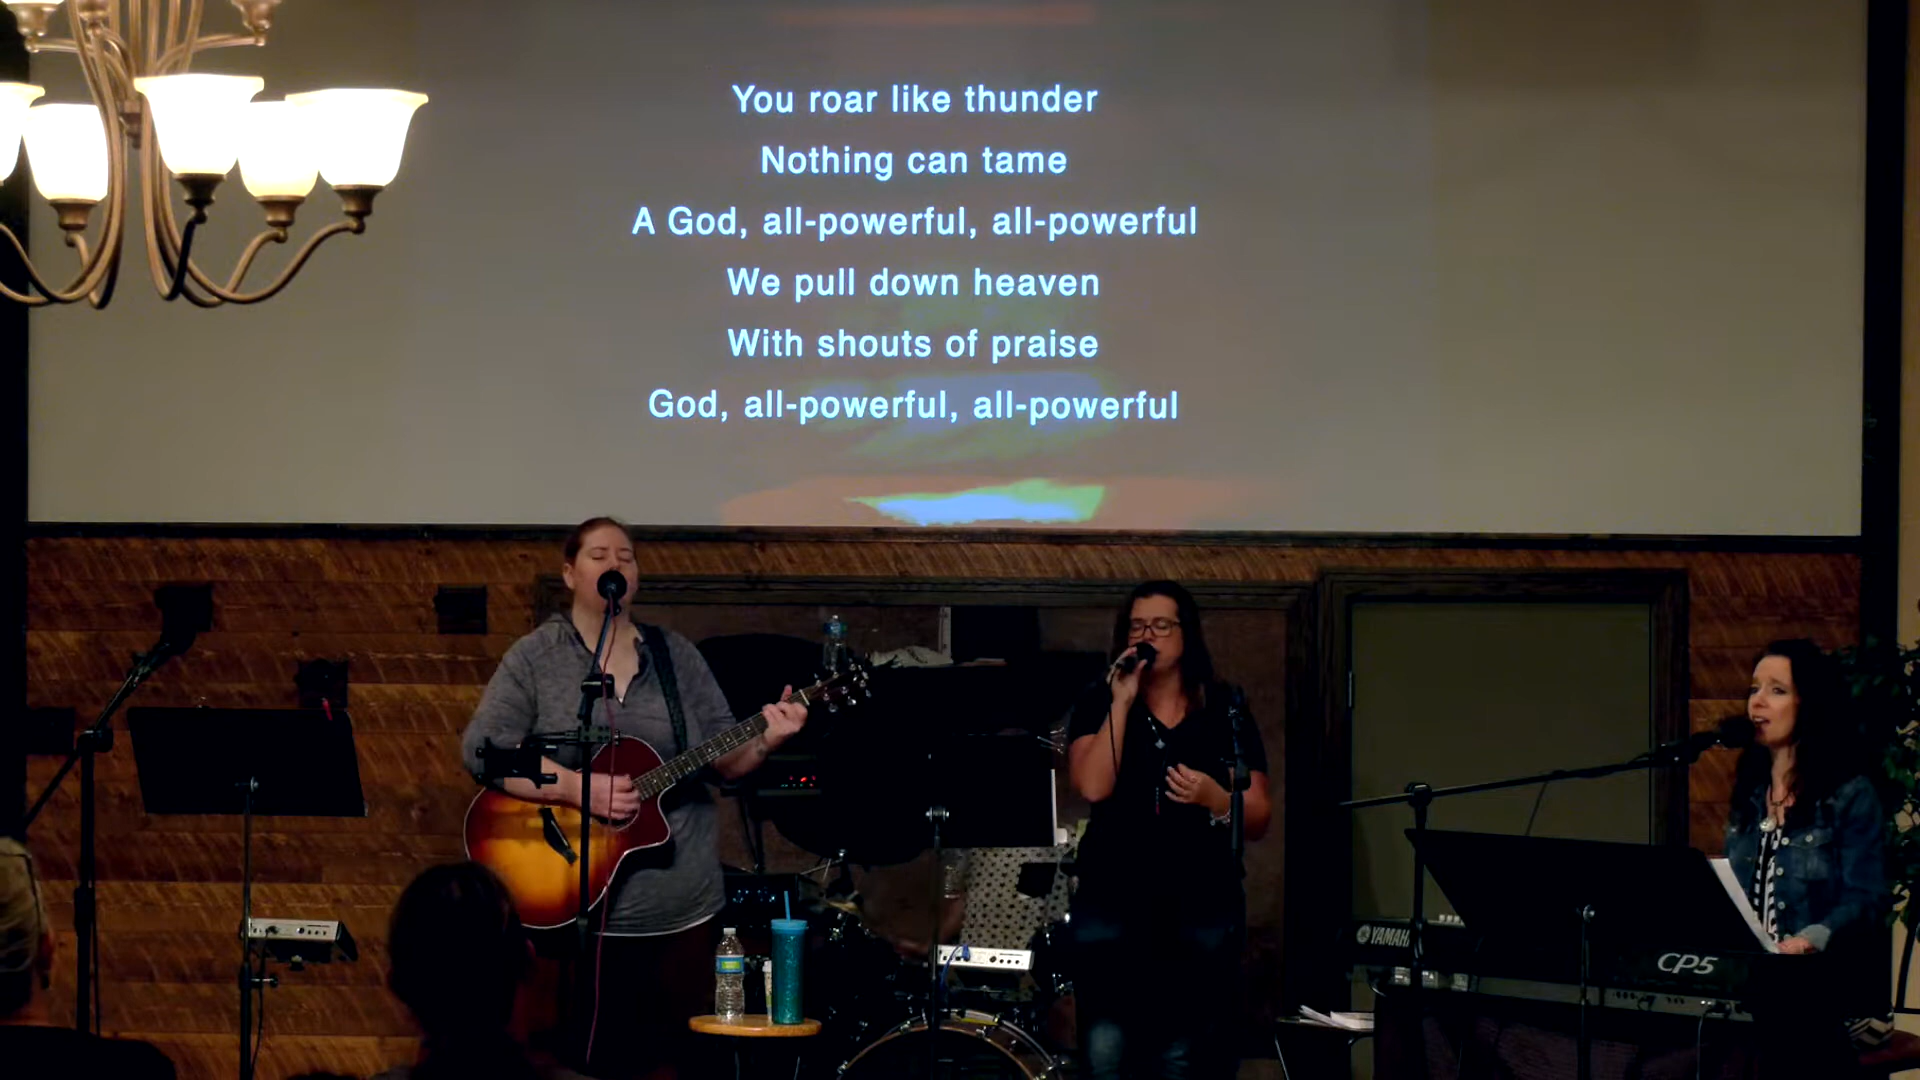 You roar like thunder
Nothing can tame
A God, all-powerful, all-powerful
We pull down heaven
With shouts of praise
God, all-powerful, all-powerful
YAMAH
CP5